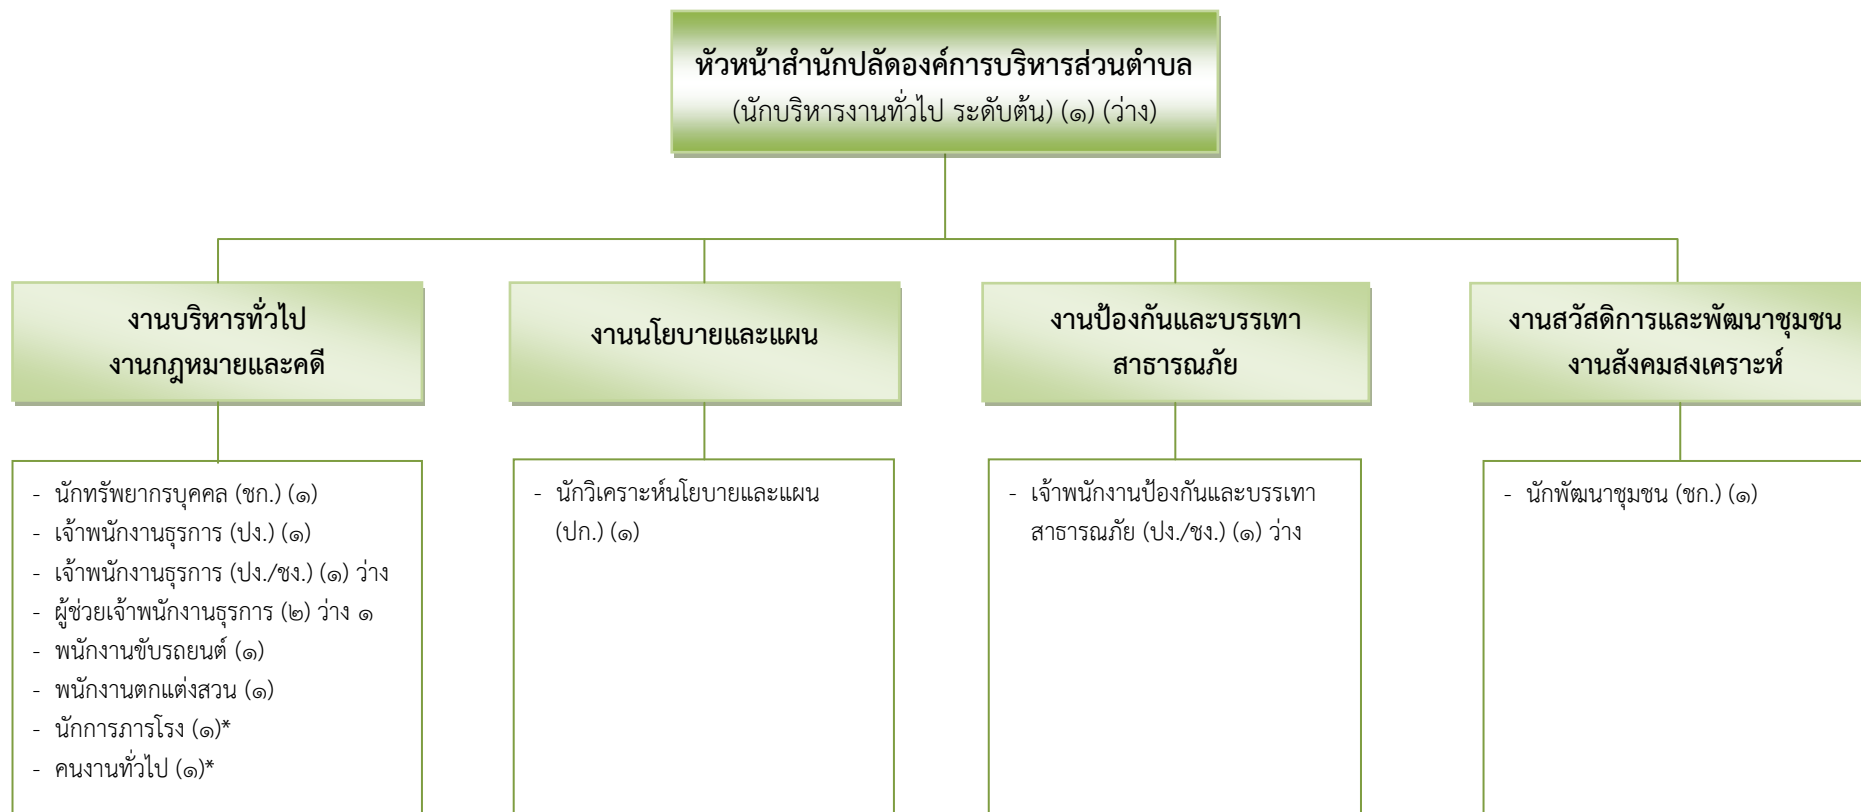 หัวหน้าสำนักปลัดองค์การบริหารส่วนตำบล
(นักบริหารงานทั่วไป ระดับต้น) (๑) (ว่าง)
งานบริหารทั่วไป
งานกฎหมายและคดี
งานนโยบายและแผน
งานป้องกันและบรรเทา
สาธารณภัย
งานสวัสดิการและพัฒนาชุมชน
งานสังคมสงเคราะห์
- นักทรัพยากรบุคคล (ชก.) (๑)
- เจ้าพนักงานธุรการ (ปง.) (๑)
- เจ้าพนักงานธุรการ (ปง./ชง.) (๑) ว่าง
- ผู้ช่วยเจ้าพนักงานธุรการ (๒) ว่าง ๑
- พนักงานขับรถยนต์ (๑)
- พนักงานตกแต่งสวน (๑)
- นักการภารโรง (๑)*
- คนงานทั่วไป (๑)*
- นักวิเคราะห์นโยบายและแผน
(ปก.) (๑)
- เจ้าพนักงานป้องกันและบรรเทา
สาธารณภัย (ปง./ชง.) (๑) ว่าง
- นักพัฒนาชุมชน (ชก.) (๑)